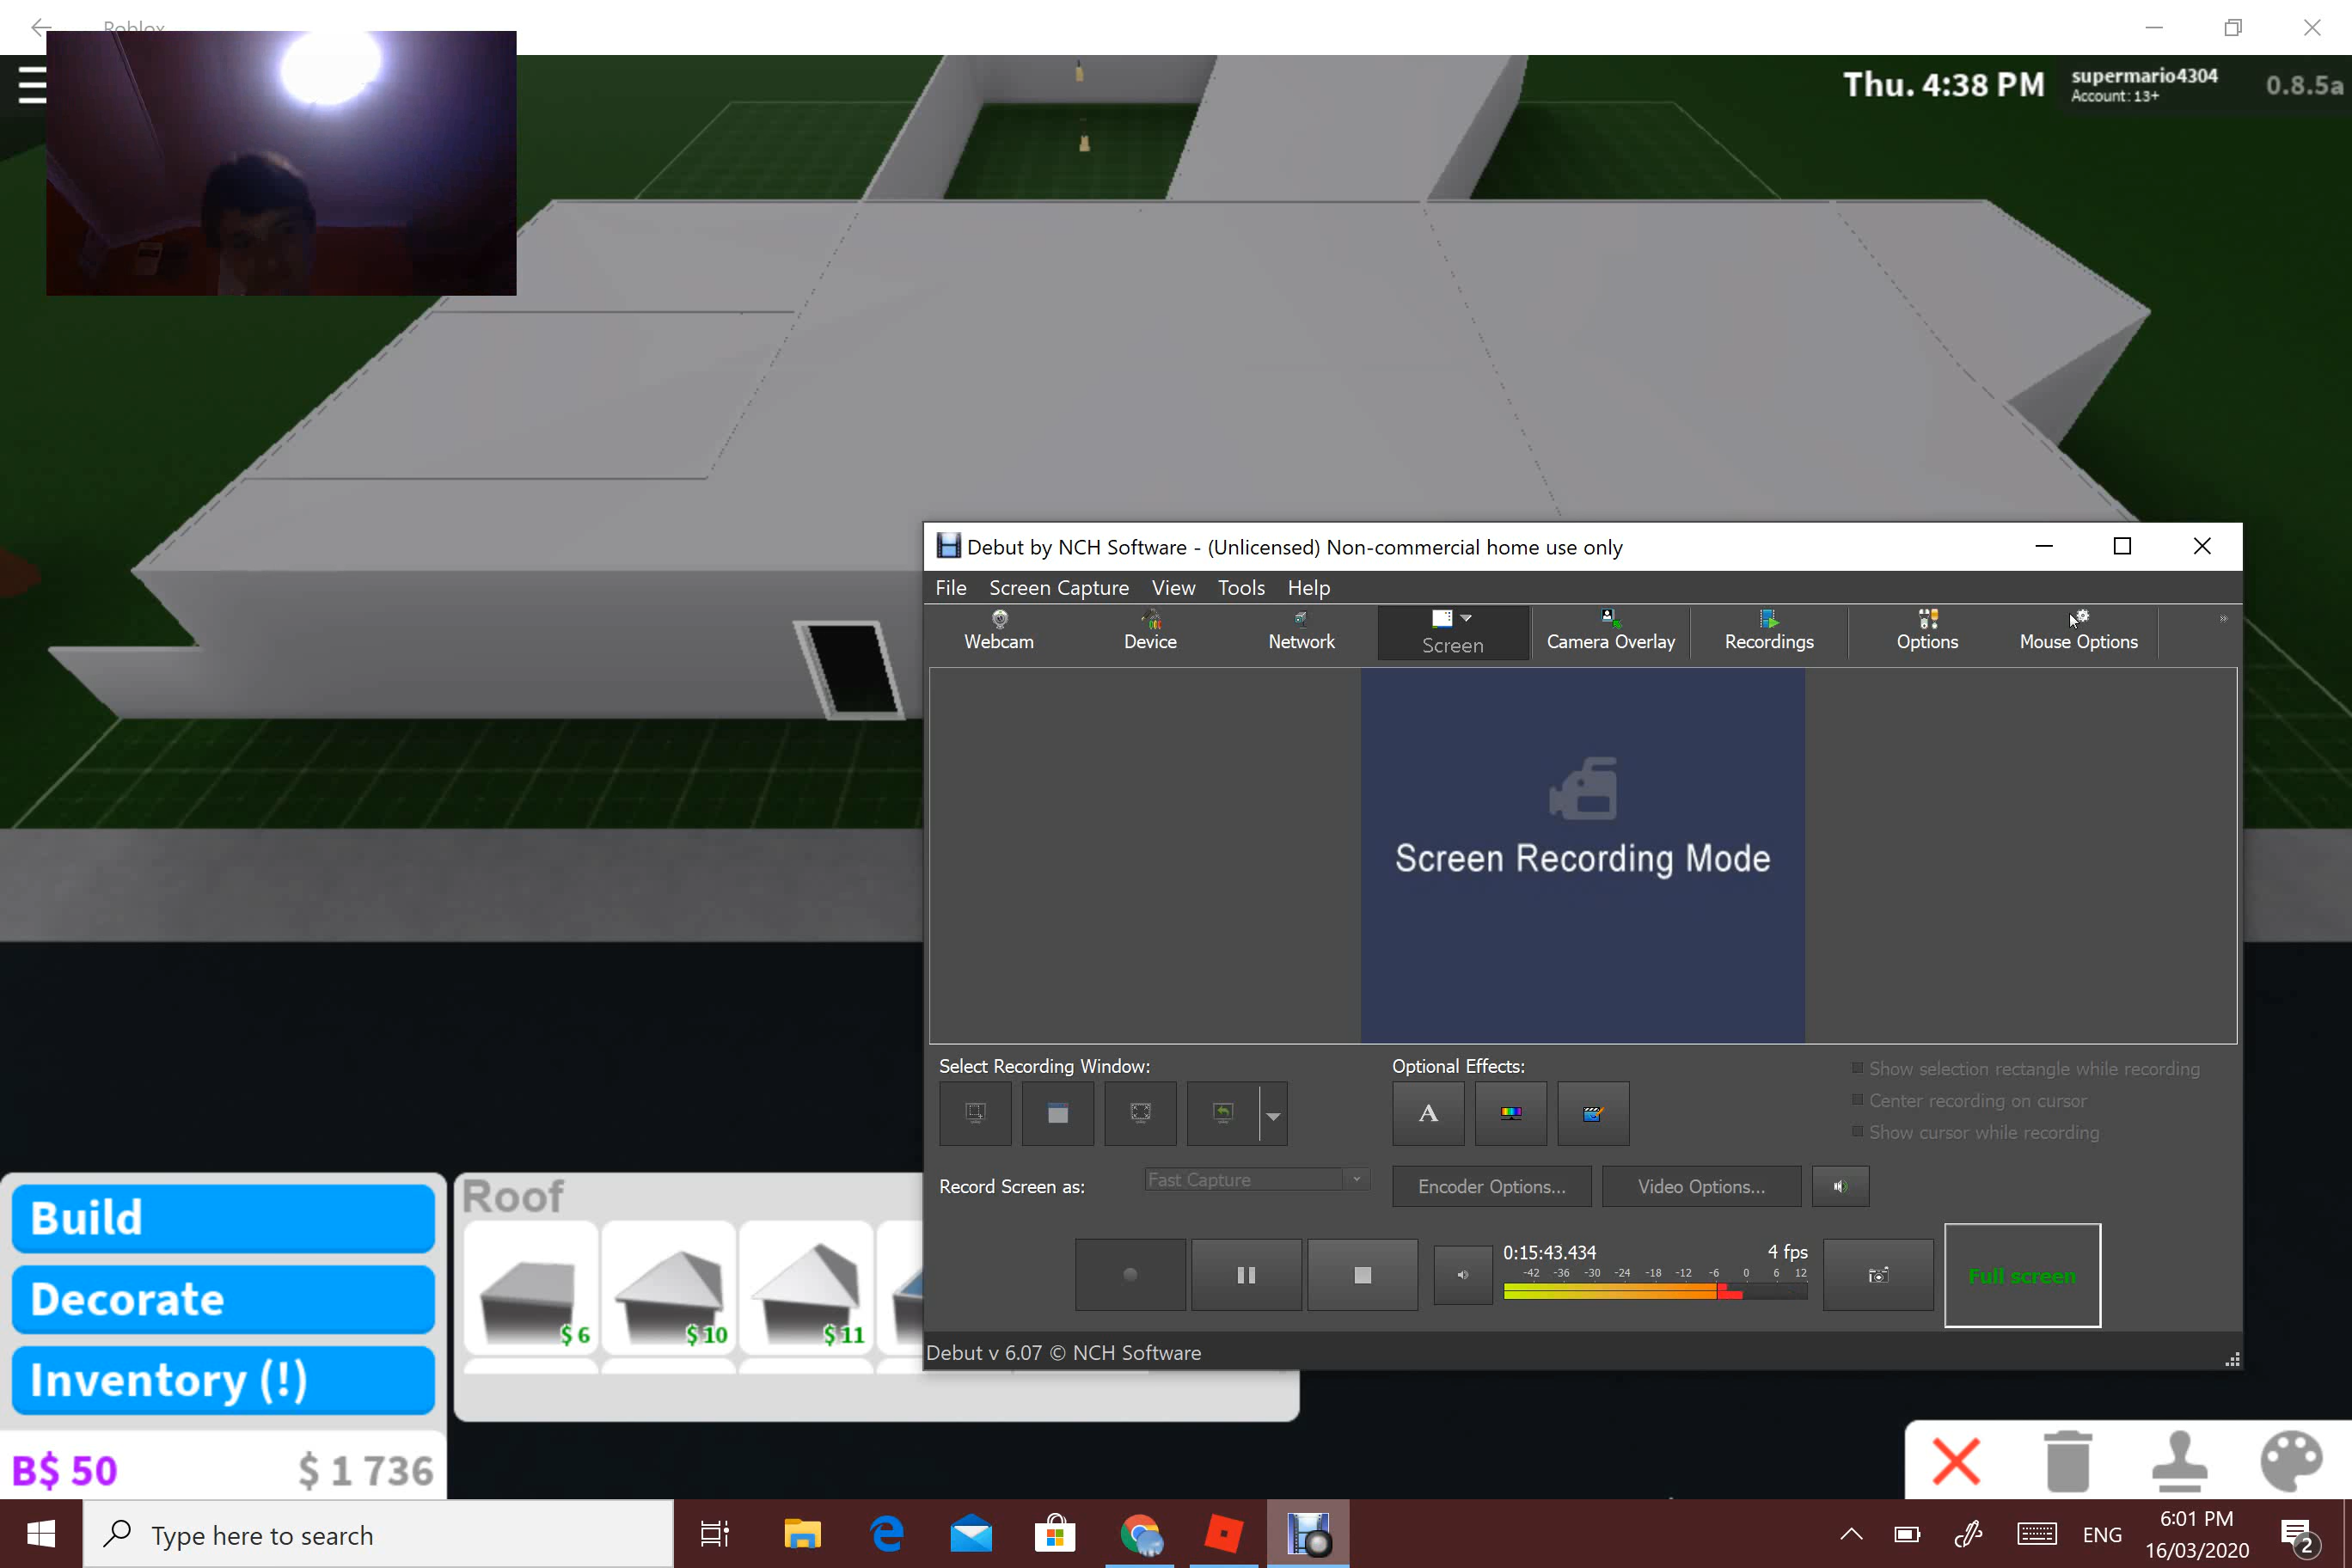 Roblox
Thu. 4:38 PM
supermario4304
Account: 13+
0.8.5a
Debut by NCH Software - (Unlicensed) Non-commercial home use only
File Screen Capture View Tools Help
Webcam Device Network Screen Camera Overlay Recordings Options Mouse Options »
Screen Recording Mode
Select Recording Window:
Optional Effects:
Show selection rectangle while recording
Center recording on cursor
Show cursor while recording
A
Record Screen as:
Fast Capture
Encoder Options...
Video Options...
0:15:43.434 4 fps
-42 -36 -30 -24 -18 -12 -6 0 6 12
Full screen
Debut v 6.07 © NCH Software
Build
Decorate
Inventory (!)
B$ 50 $ 1 736
Roof
$ 6 $ 10 $ 11
Type here to search
ENG
6:01 PM
16/03/2020
2